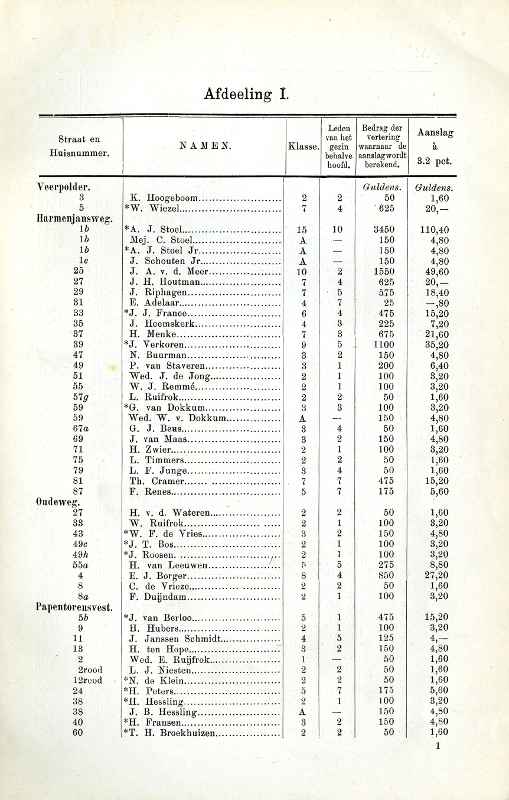 Afdeeling I.
Straat en Huisnummer. NAMEN. Klasse. Leden van het gezin behalve hoofd. Bedrag der vertering waarnaar de aanslag wordt berekend. Aanslag à 3.2 pct.
Veerpolder. Guldens. Guldens.
3 K. Hoogeboom 2 2 50 1,60
5 *W. Wiezel 7 4 625 20,—
Harmenjansweg.
1b *A. J. Stoel 15 10 3450 110,40
1b Mej. C. Stoel A — 150 4,80
1b *A. J. Stoel Jr A — 150 4,80
1c J. Schouten Jr A — 150 4,80
25 J. A. v. d. Meer 10 2 1550 49,60
27 J. H. Houtman 7 4 625 20,—
29 J. Riphagen 7 5 575 18,40
31 E. Adelaar 4 7 25 —,80
33 *J. J. France 6 4 475 15,20
35 J. Heemskerk 4 3 225 7,20
37 H. Menke 7 3 675 21,60
39 *J. Verkoren 9 5 1100 35,20
47 N. Buurman 3 2 150 4,80
49 P. van Staveren 3 1 200 6,40
51 Wed. J. de Jong 2 1 100 3,20
55 W. J. Remmé 2 1 100 3,20
57g L. Ruifrok 2 2 50 1,60
59 *G. van Dokkum 3 3 100 3,20
59 Wed. W. v. Dokkum A — 150 4,80
67a G. J. Beus 3 4 50 1,60
69 J. van Maas 3 2 150 4,80
71 H. Zwier 2 1 100 3,20
75 L. Timmers 2 2 50 1,60
79 L. F. Junge 3 4 50 1,60
81 Th. Cramer 7 7 475 15,20
87 F. Renes 5 7 175 5,60
Oudeweg.
27 H. v. d. Wateren 2 2 50 1,60
33 W. Ruifrok 2 1 100 3,20
43 *W. F. de Vries 3 2 150 4,80
49c *J. T. Bos 2 1 100 3,20
49h *J. Roosen 2 1 100 3,20
55a H. van Leeuwen 5 5 275 8,80
4 E. J. Borger 8 4 850 27,20
8 C. de Vrieze 2 2 50 1,60
8a F. Duijndam 2 1 100 3,20
Papentorensvest.
5b *J. van Berloo 5 1 475 15,20
9 H. Hubers 2 1 100 3,20
11 J. Janssen Schmidt 4 5 125 4,—
13 H. ten Hope 3 2 150 4,80
2 Wed. E. Ruijfrok 1 — 50 1,60
2rood L. J. Niesten 2 2 50 1,60
12rood *N. de Klein 2 2 50 1,60
24 *H. Peters 5 7 175 5,60
38 *H. Hessling 2 1 100 3,20
38 J. B. Hessling A — 150 4,80
40 *H. Fransen 3 2 150 4,80
60 *T. H. Broekhuizen 2 2 50 1,60
1